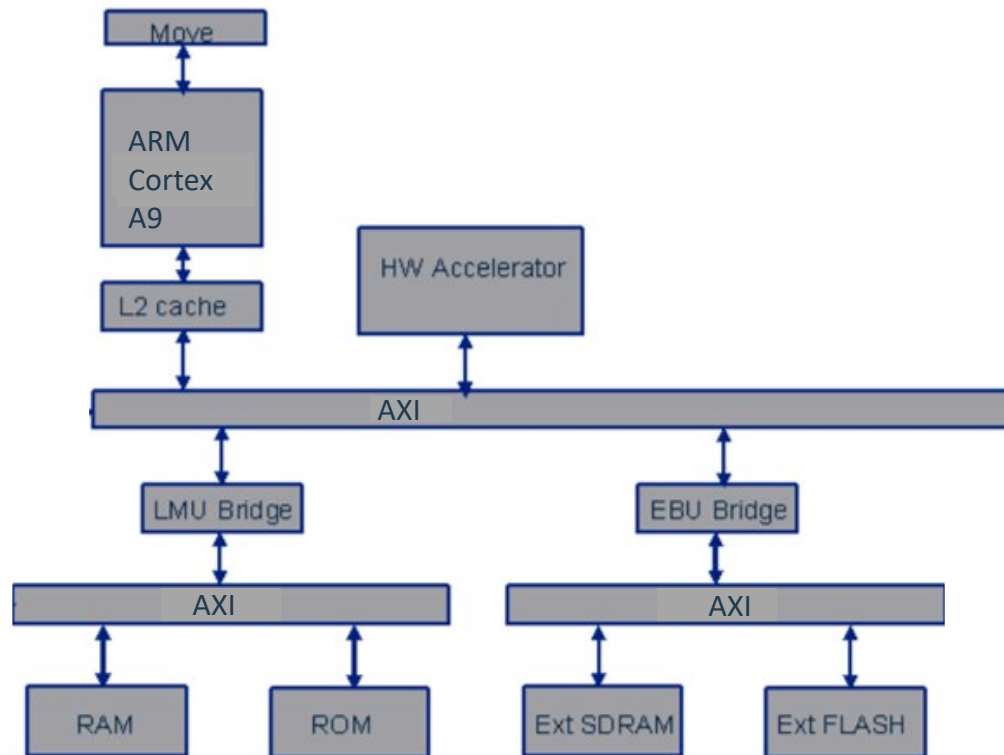 Move
ARM
Cortex
A9
HW Accelerator
L2 cache
AXI
LMU Bridge
EBU Bridge
AXI
AXI
RAM
ROM
Ext SDRAM
Ext FLASH